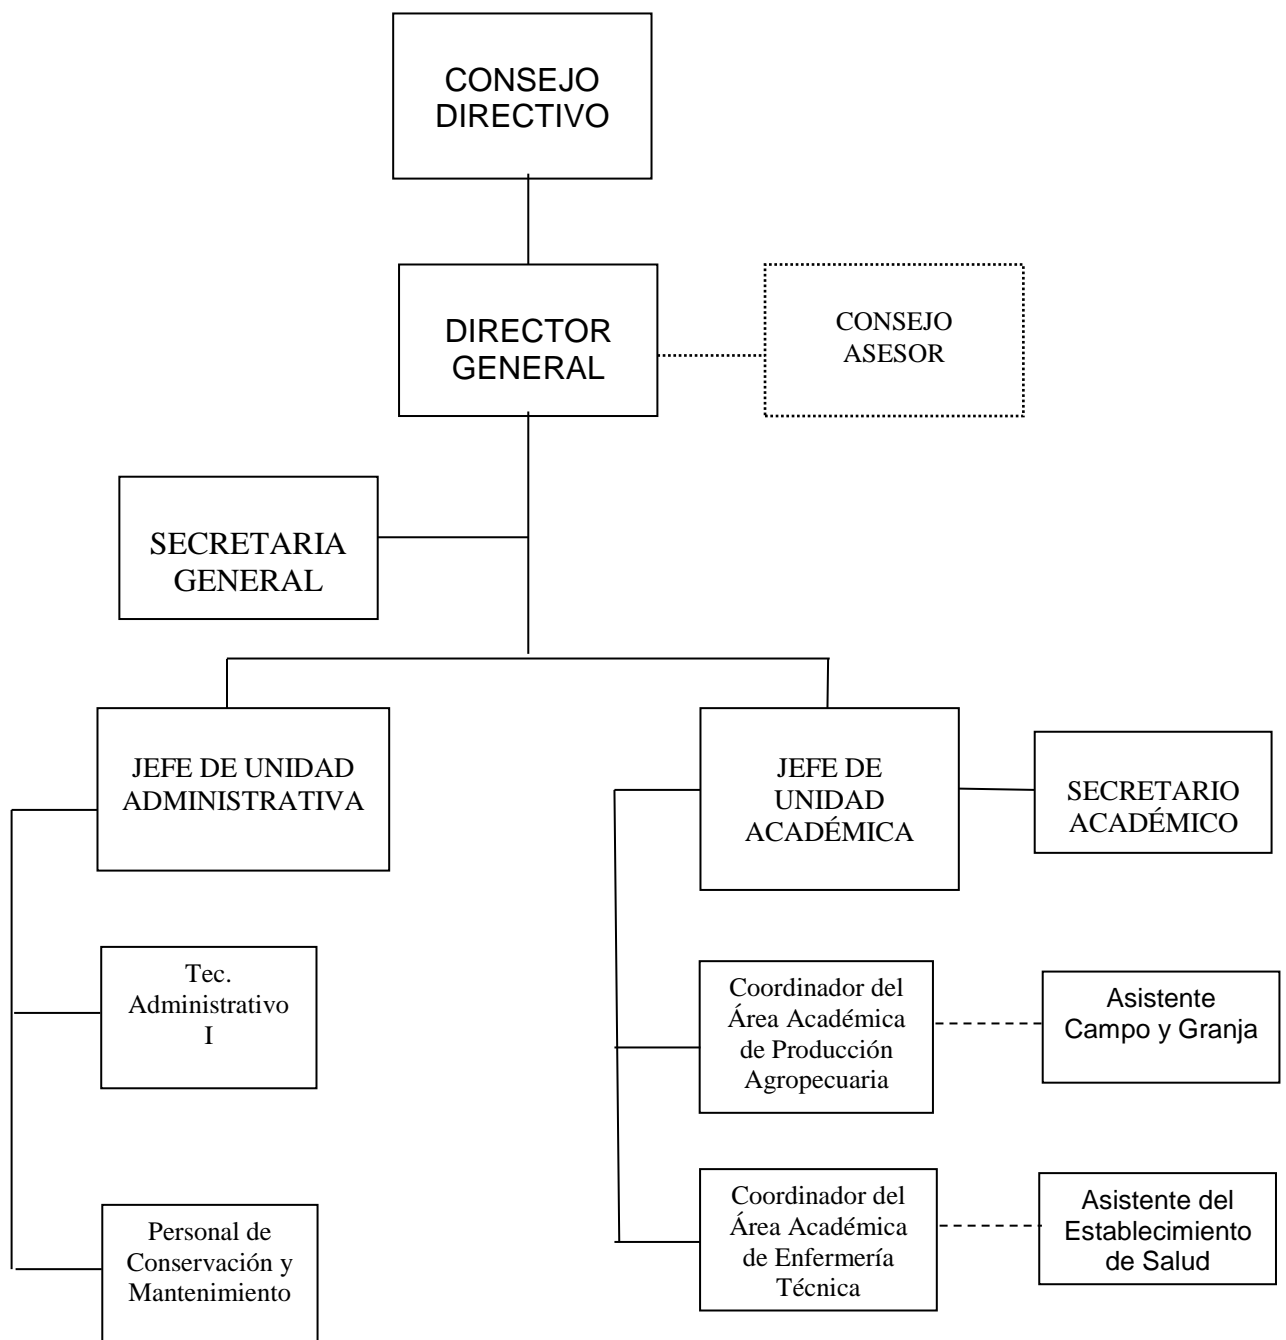 CONSEJO
DIRECTIVO
DIRECTOR
GENERAL
CONSEJO
ASESOR
SECRETARIA
GENERAL
JEFE DE UNIDAD
ADMINISTRATIVA
JEFE DE
UNIDAD
ACADÉMICA
SECRETARIO
ACADÉMICO
Tec.
Administrativo
I
Coordinador del
Área Académica
de Producción
Agropecuaria
Asistente
Campo y Granja
Personal de
Conservación y
Mantenimiento
Coordinador del
Área Académica
de Enfermería
Técnica
Asistente del
Establecimiento
de Salud